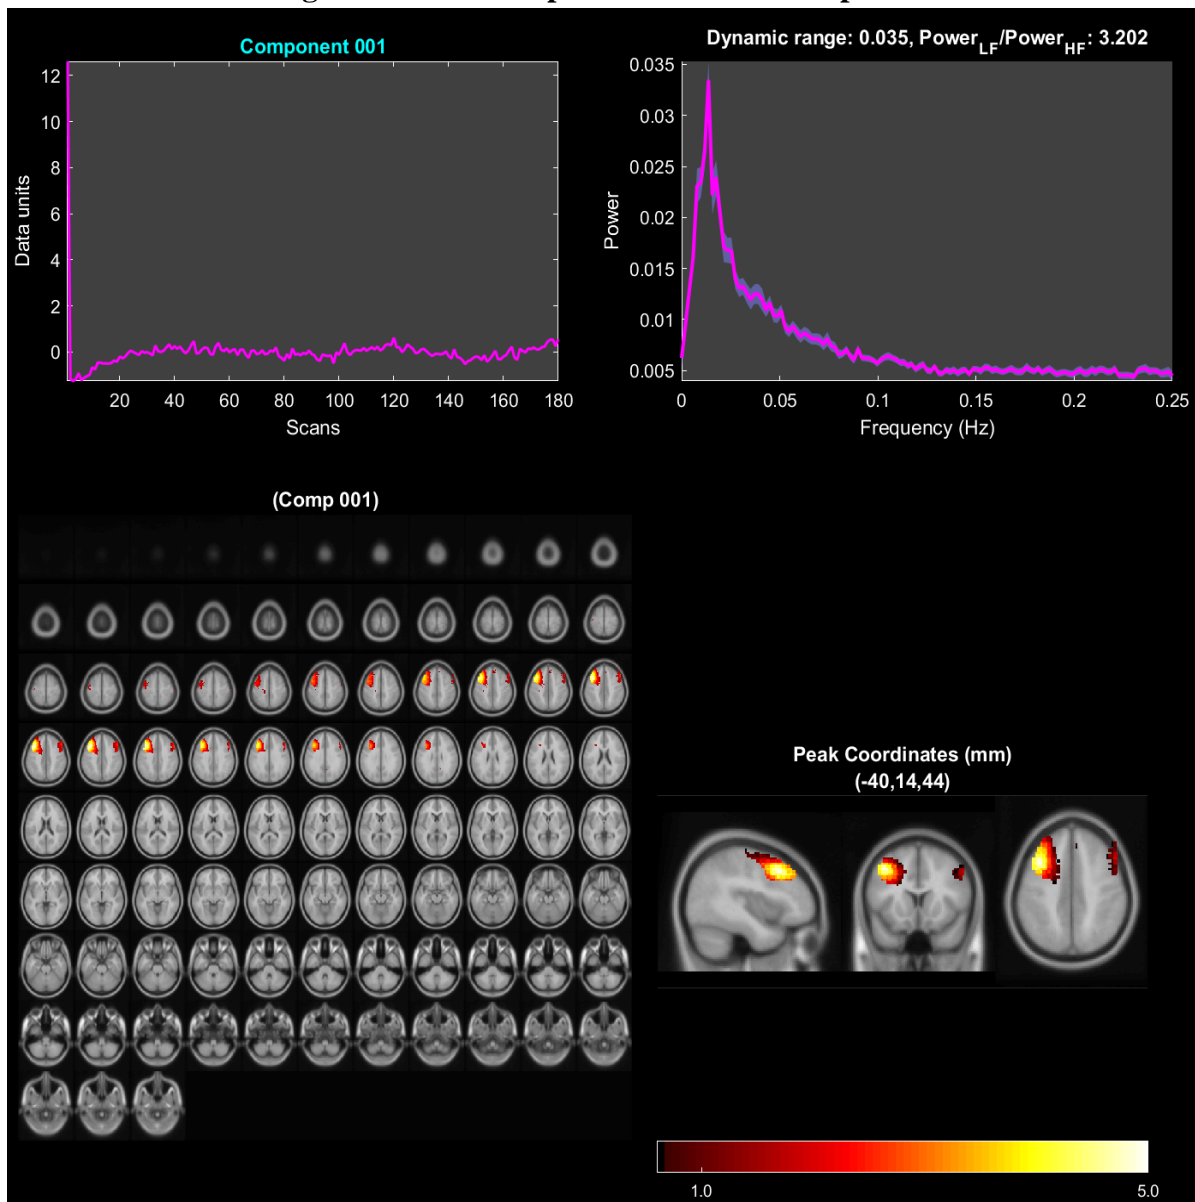 Component 001
12
10
8
6
4
2
0
Data units
20 40 60 80 100 120 140 160 180
Scans
Dynamic range: 0.035, Power_LF/Power_HF: 3.202
0.035
0.03
0.025
0.02
0.015
0.01
0.005
Power
0 0.05 0.1 0.15 0.2 0.25
Frequency (Hz)
(Comp 001)
Peak Coordinates (mm)
(-40,14,44)
1.0 5.0